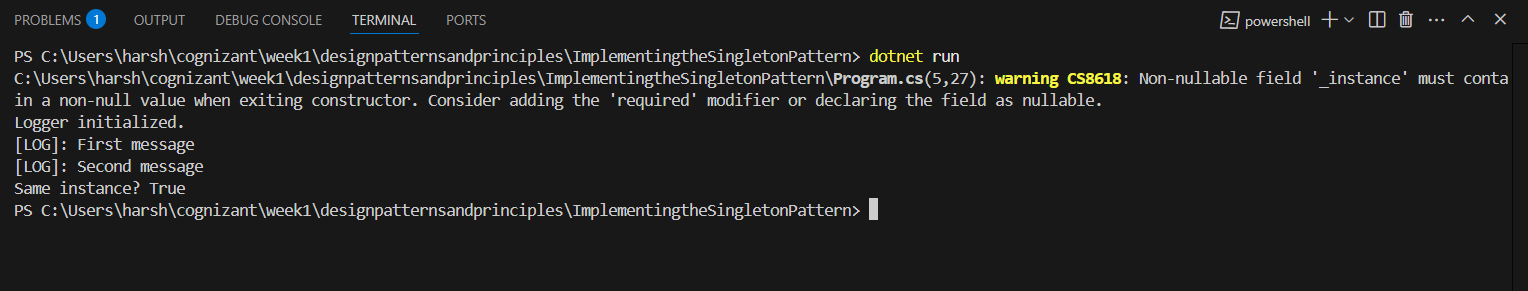 PROBLEMS 1 OUTPUT DEBUG CONSOLE TERMINAL PORTS powershell
PS C:\Users\harsh\cognizant\week1\designpatternsandprinciples\ImplementingtheSingletonPattern> dotnet run
C:\Users\harsh\cognizant\week1\designpatternsandprinciples\ImplementingtheSingletonPattern\Program.cs(5,27): warning CS8618: Non-nullable field '_instance' must conta
in a non-null value when exiting constructor. Consider adding the 'required' modifier or declaring the field as nullable.
Logger initialized.
[LOG]: First message
[LOG]: Second message
Same instance? True
PS C:\Users\harsh\cognizant\week1\designpatternsandprinciples\ImplementingtheSingletonPattern>